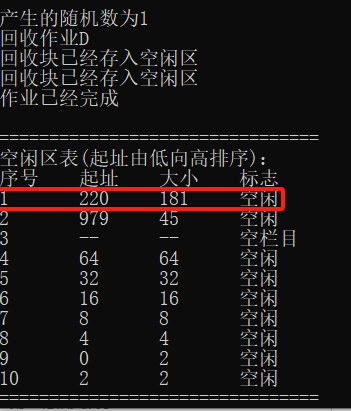 产生的随机数为1
回收作业D
回收块已经存入空闲区
回收块已经存入空闲区
作业已经完成
================================
空闲区表(起址由低向高排序):
序号 起址 大小 标志
1 220 181 空闲
2 979 45 空闲
3 -- -- 空栏目
4 64 64 空闲
5 32 32 空闲
6 16 16 空闲
7 8 8 空闲
8 4 4 空闲
9 0 2 空闲
10 2 2 空闲
================================